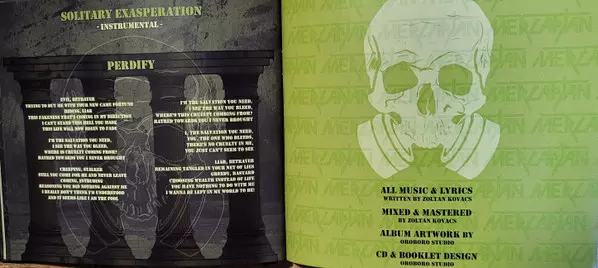 SOLITARY EXASPERATION
- INSTRUMENTAL -
PERDIFY
EVIL, BETRAYER
TRYING TO BUY ME WITH YOUR NEW CAME FORTUNE
HIDING, LIAR
THIS FAKENESS THAT'S COMING IN MY DIRECTION
I CAN'T STAND THIS HELL YOU MADE
THIS LIFE WILL NOW BEGIN TO FADE
I'M THE SALVATION YOU NEED,
I SEE THE WAY YOU BLEED,
WHERE IS CRUELTY COMING FROM?
HATRED TOWARDS YOU I NEVER BROUGHT
CREEPING, STALKER
STILL YOU COME FOR ME AND NEVER LEAVE
COMING, INTRUDING
REASONING YOU DID NOTHING AGAINST ME
I REALLY DON'T THINK I'M UNDERFOOD
AND IT SEEMS LIKE I AM THE FOOL
I'M THE SALVATION YOU NEED,
I SEE THE WAY YOU BLEED,
WHERE'S THIS CRUELTY COMING FROM?
HATRED TOWARDS YOU I NEVER BROUGHT
I, THE SALVATION YOU NEED,
YOU, THE ONE WHO BLEEDS,
THERE'S NO CRUELTY IN ME,
YOU JUST CAN'T SEEM TO SEE
LIAR, BETRAYER
REMAINING TANGLED IN YOUR NET OF LIES
GREEDY, BASTARD
CHOOSING WEALTH INSTEAD OF LIFE
YOU HAVE NOTHING TO DO WITH ME
I WANNA BE LEFT IN MY WORLD TO BE!
ALL MUSIC & LYRICS
WRITTEN BY ZOLTAN KOVACS
MIXED & MASTERED
BY ZOLTAN KOVACS
ALBUM ARTWORK BY
OROBORO STUDIO
CD & BOOKLET DESIGN
OROBORO STUDIO